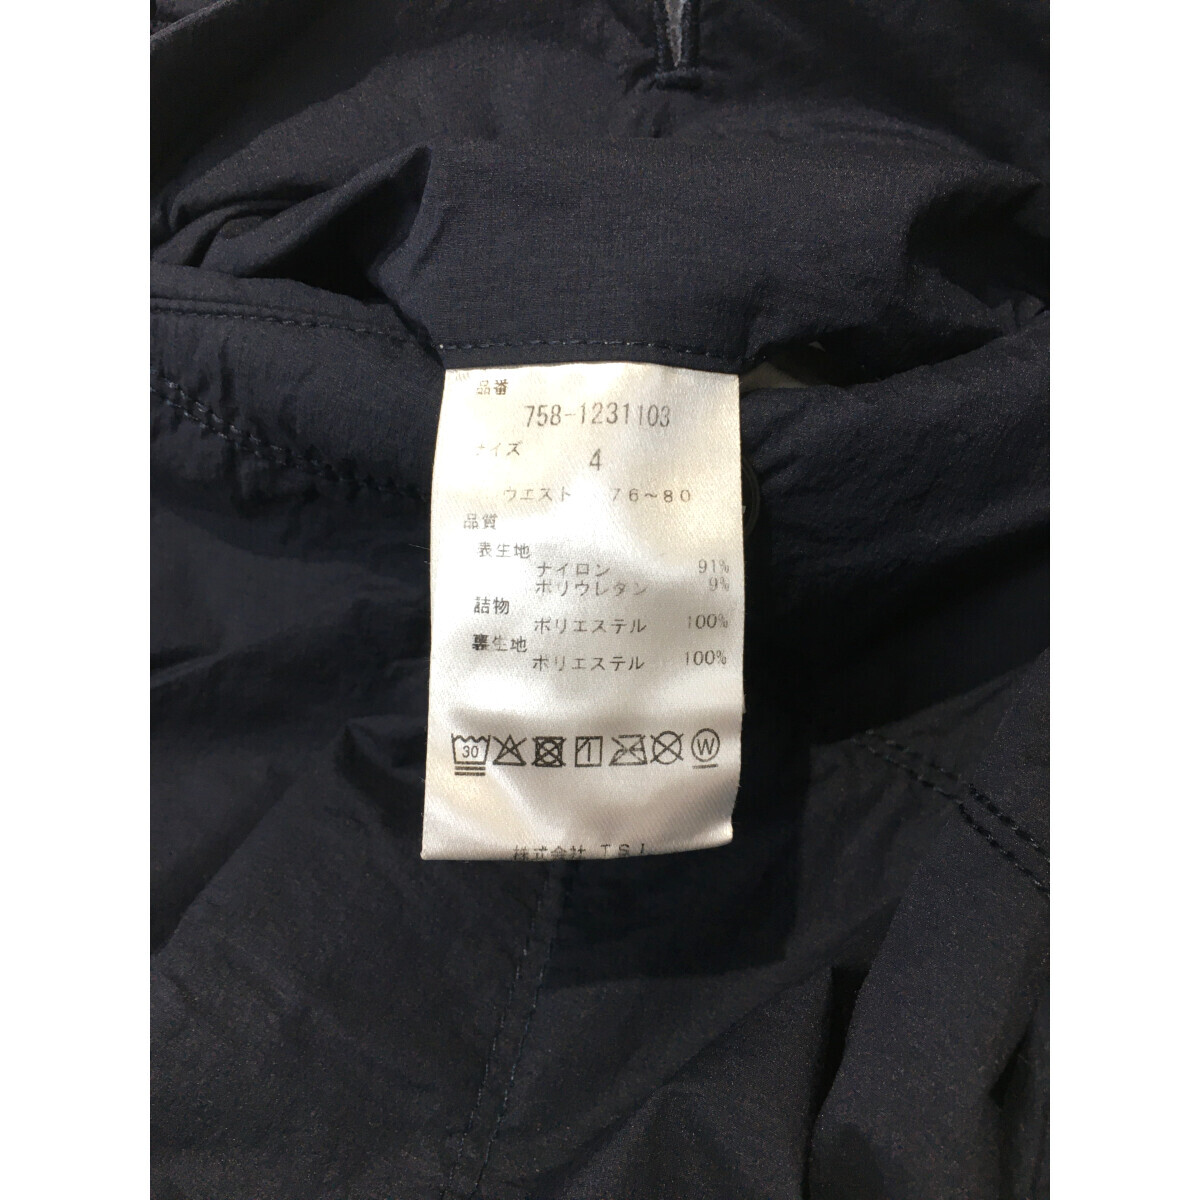 品番
758-1231103
サイズ
4
ウエスト 76~80
品質
表生地
ナイロン 91%
ポリウレタン 9%
詰物
ポリエステル 100%
裏生地
ポリエステル 100%
30
W
株式会社 TSI